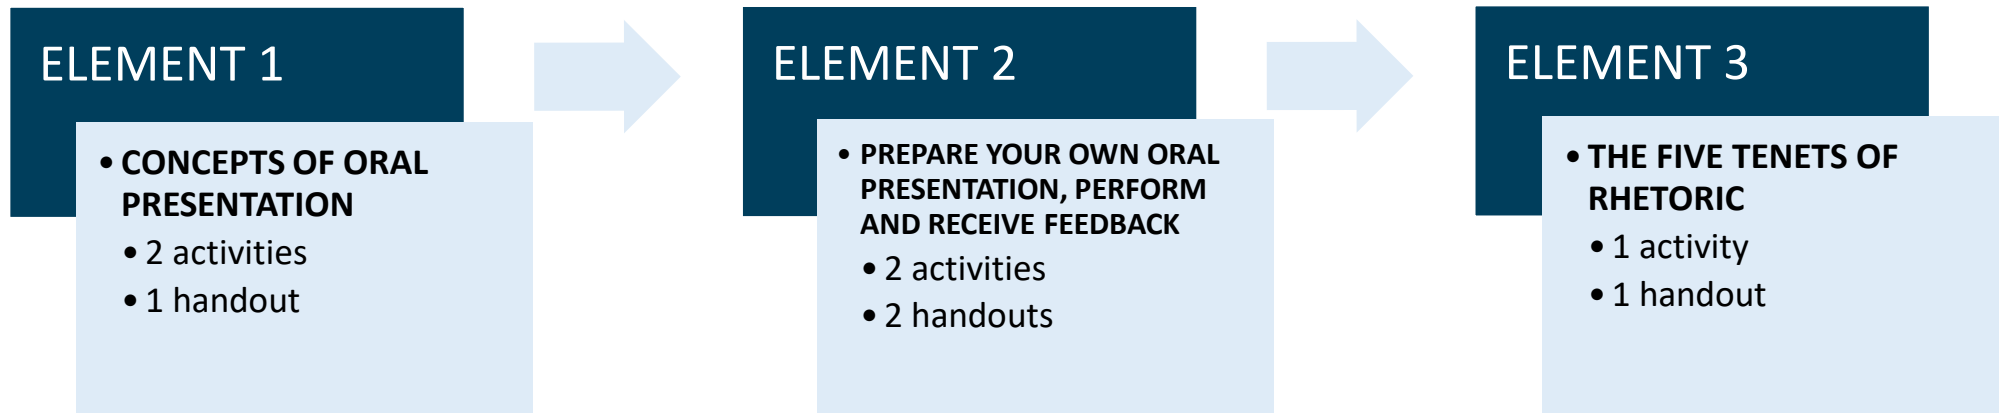 ELEMENT 1
• CONCEPTS OF ORAL
PRESENTATION
• 2 activities
• 1 handout
ELEMENT 2
• PREPARE YOUR OWN ORAL
PRESENTATION, PERFORM
AND RECEIVE FEEDBACK
• 2 activities
• 2 handouts
ELEMENT 3
• THE FIVE TENETS OF
RHETORIC
• 1 activity
• 1 handout